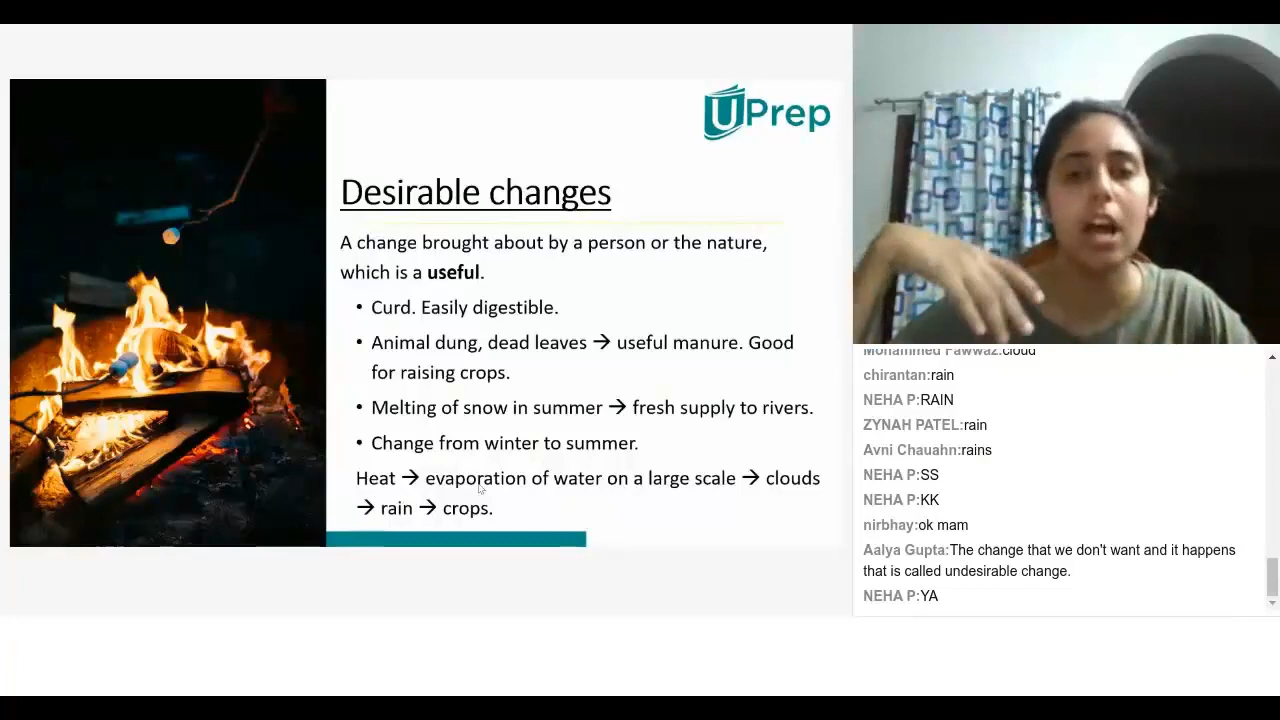 UPrep
Desirable changes
A change brought about by a person or the nature,
which is a useful.
• Curd. Easily digestible.
• Animal dung, dead leaves → useful manure. Good
for raising crops.
• Melting of snow in summer → fresh supply to rivers.
• Change from winter to summer.
Heat → evaporation of water on a large scale → clouds
→ rain → crops.
Mohammed Fawwaz:cloud
chirantan:rain
NEHA P:RAIN
ZYNAH PATEL:rain
Avni Chauahn:rains
NEHA P:SS
NEHA P:KK
nirbhay:ok mam
Aalya Gupta:The change that we don't want and it happens
that is called undesirable change.
NEHA P:YA